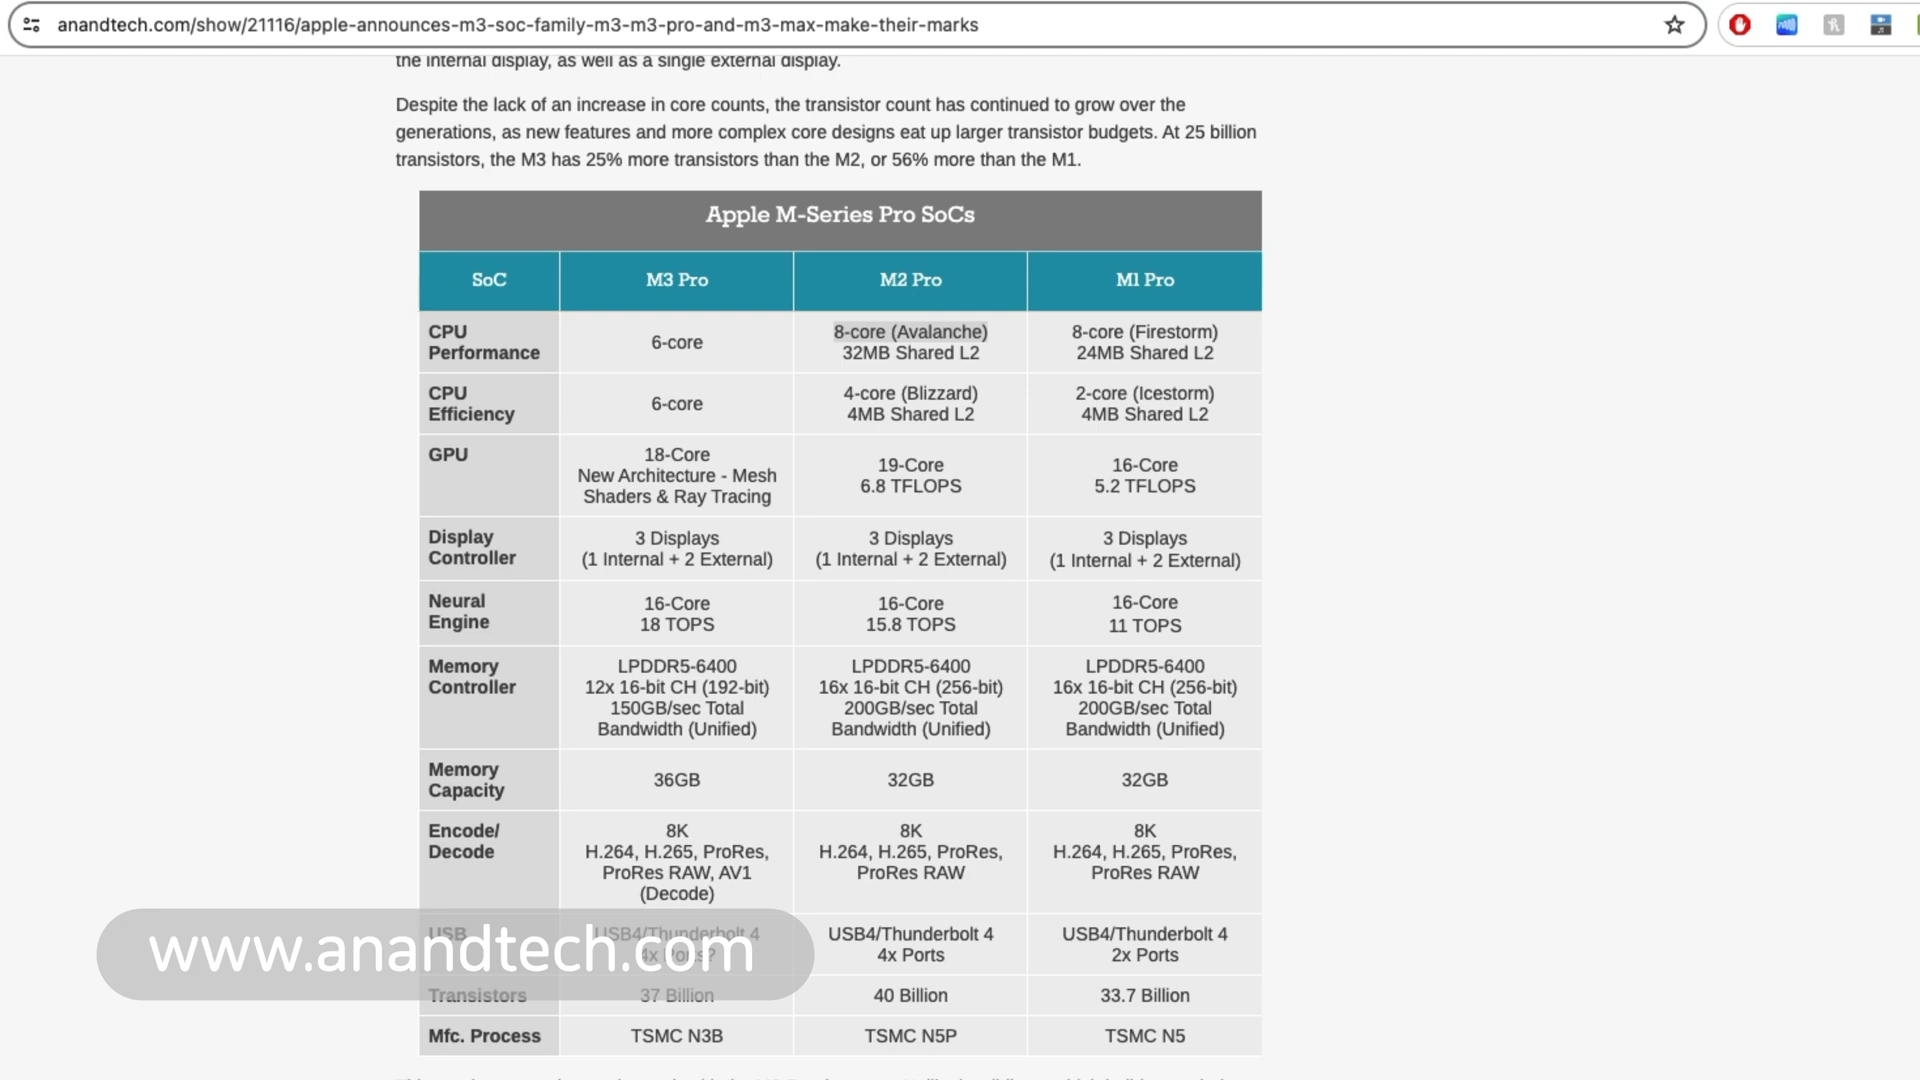 anandtech.com/show/21116/apple-announces-m3-soc-family-m3-m3-pro-and-m3-max-make-their-marks
the internal display, as well as a single external display.
Despite the lack of an increase in core counts, the transistor count has continued to grow over the
generations, as new features and more complex core designs eat up larger transistor budgets. At 25 billion
transistors, the M3 has 25% more transistors than the M2, or 56% more than the M1.
Apple M-Series Pro SoCs
SoC M3 Pro M2 Pro M1 Pro
CPU Performance
6-core
8-core (Avalanche)
32MB Shared L2
8-core (Firestorm)
24MB Shared L2
CPU Efficiency
6-core
4-core (Blizzard)
4MB Shared L2
2-core (Icestorm)
4MB Shared L2
GPU
18-Core
New Architecture - Mesh
Shaders & Ray Tracing
19-Core
6.8 TFLOPS
16-Core
5.2 TFLOPS
Display
Controller
3 Displays
(1 Internal + 2 External)
3 Displays
(1 Internal + 2 External)
3 Displays
(1 Internal + 2 External)
Neural
Engine
16-Core
18 TOPS
16-Core
15.8 TOPS
16-Core
11 TOPS
Memory
Controller
LPDDR5-6400
12x 16-bit CH (192-bit)
150GB/sec Total
Bandwidth (Unified)
LPDDR5-6400
16x 16-bit CH (256-bit)
200GB/sec Total
Bandwidth (Unified)
LPDDR5-6400
16x 16-bit CH (256-bit)
200GB/sec Total
Bandwidth (Unified)
Memory
Capacity
36GB
32GB
32GB
Encode/
Decode
8K
H.264, H.265, ProRes,
ProRes RAW, AV1
(Decode)
8K
H.264, H.265, ProRes,
ProRes RAW
8K
H.264, H.265, ProRes,
ProRes RAW
USB
USB4/Thunderbolt 4
4x Ports?
USB4/Thunderbolt 4
4x Ports
USB4/Thunderbolt 4
2x Ports
www.anandtech.com
Transistors 37 Billion 40 Billion 33.7 Billion
Mfc. Process TSMC N3B TSMC N5P TSMC N5